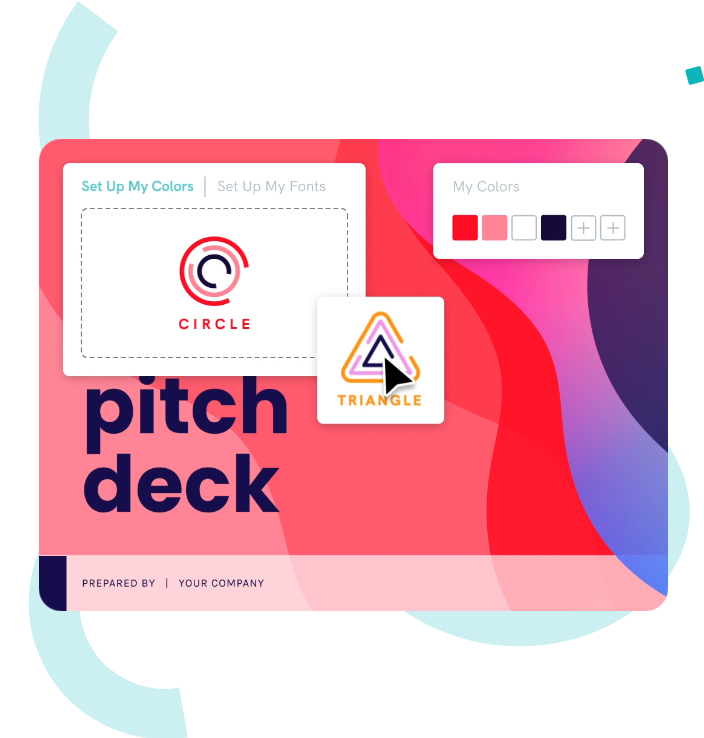 Set Up My Colors | Set Up My Fonts
My Colors
CIRCLE
TRIANGLE
pitch
deck
PREPARED BY | YOUR COMPANY